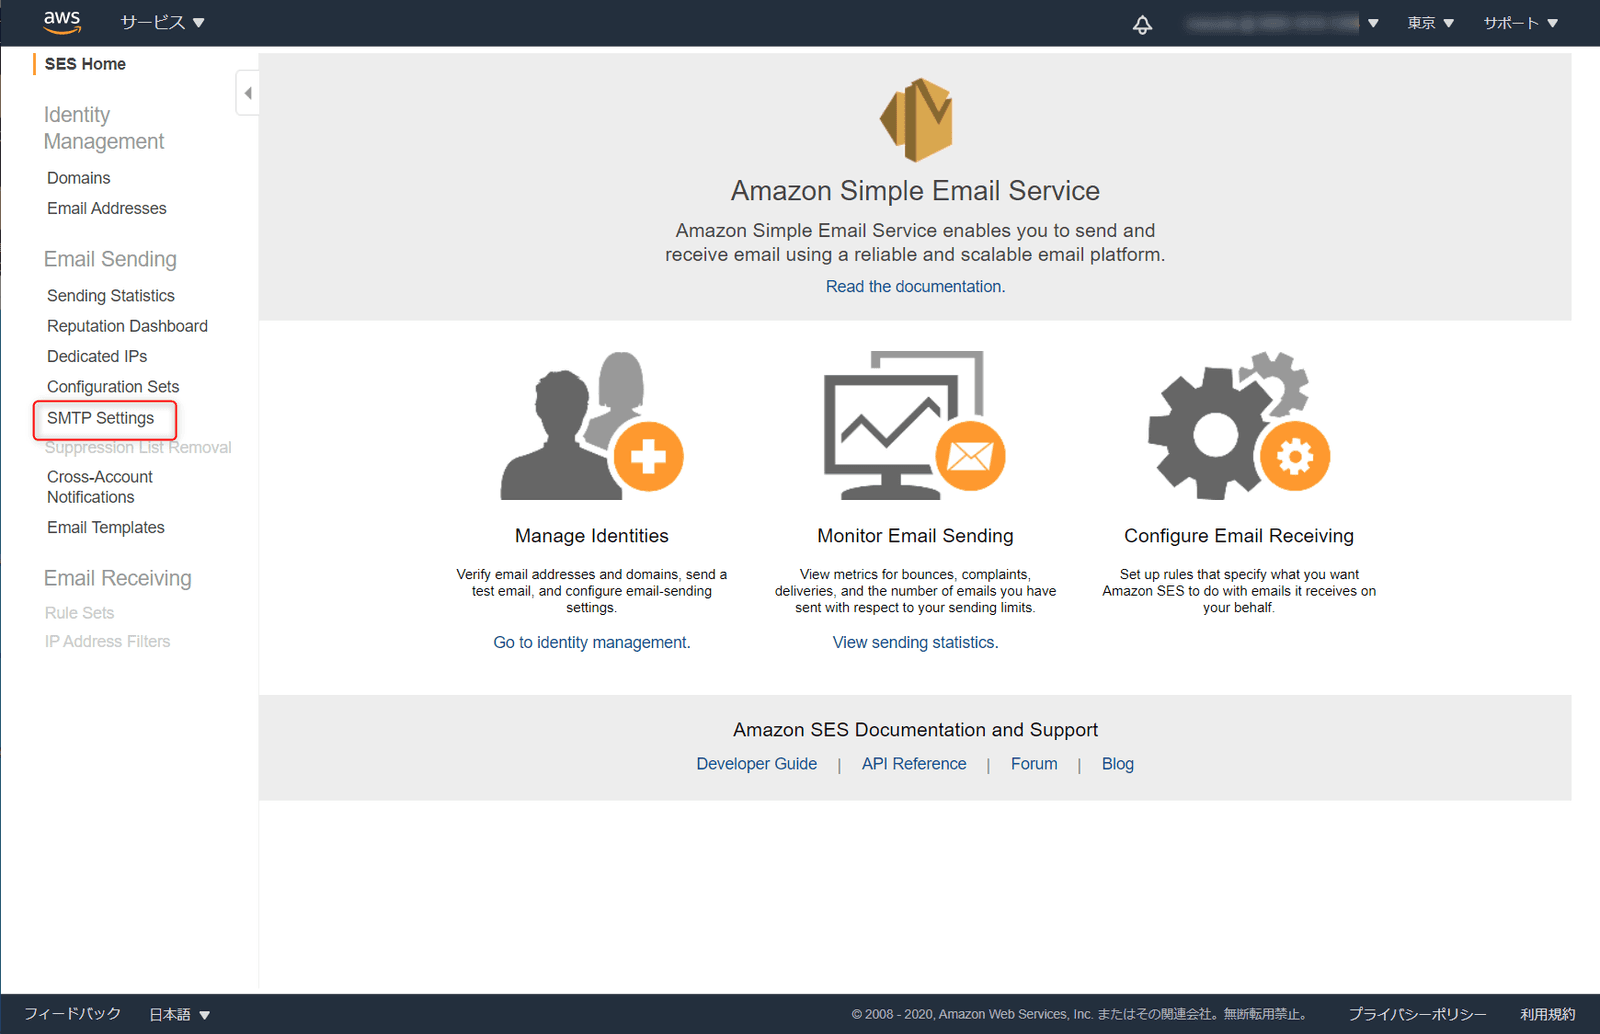 aws
サービス
東京
サポート
SES Home
Identity
Management
Domains
Email Addresses
Email Sending
Sending Statistics
Reputation Dashboard
Dedicated IPs
Configuration Sets
SMTP Settings
Suppression List Removal
Cross-Account
Notifications
Email Templates
Email Receiving
Rule Sets
IP Address Filters
Amazon Simple Email Service
Amazon Simple Email Service enables you to send and
receive email using a reliable and scalable email platform.
Read the documentation.
Manage Identities
Verify email addresses and domains, send a
test email, and configure email-sending
settings.
Go to identity management.
Monitor Email Sending
View metrics for bounces, complaints,
deliveries, and the number of emails you have
sent with respect to your sending limits.
View sending statistics.
Configure Email Receiving
Set up rules that specify what you want
Amazon SES to do with emails it receives on
your behalf.
Amazon SES Documentation and Support
Developer Guide | API Reference | Forum | Blog
フィードバック
日本語
© 2008 - 2020, Amazon Web Services, Inc. またはその関連会社。無断転用禁止。
プライバシーポリシー
利用規約